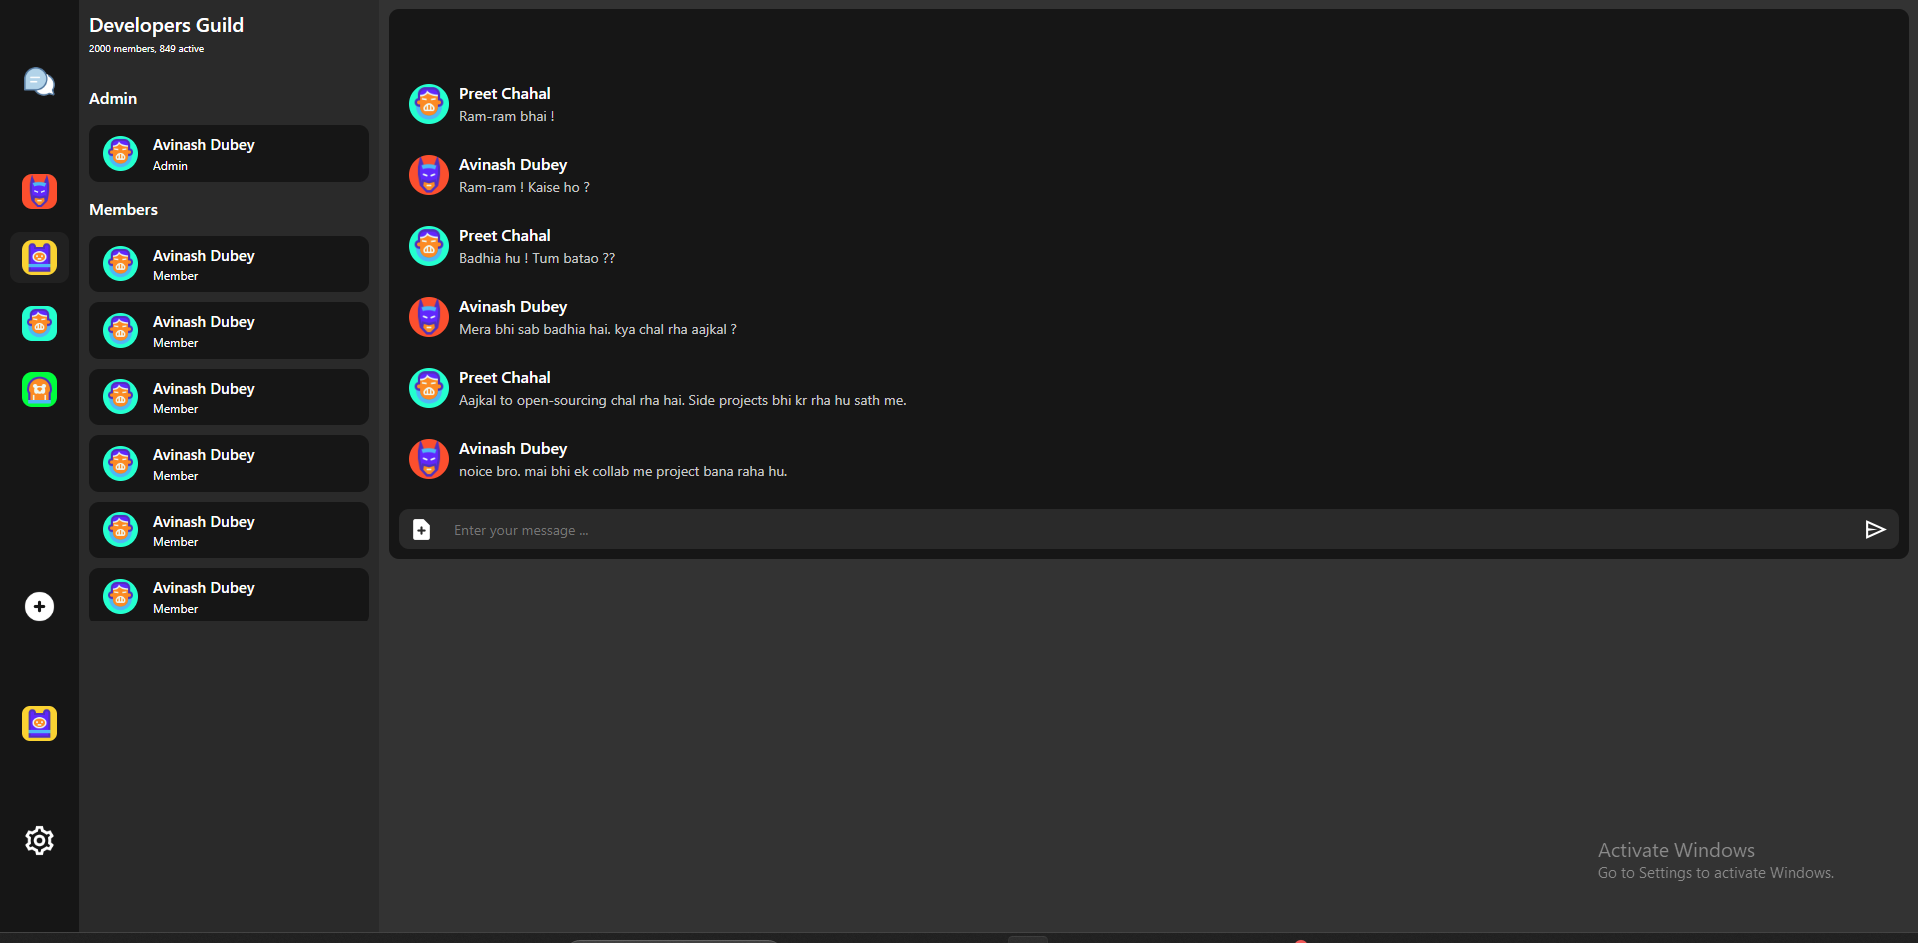 Developers Guild
2000 members, 849 active
Admin
Avinash Dubey
Admin
Members
Avinash Dubey
Member
Avinash Dubey
Member
Avinash Dubey
Member
Avinash Dubey
Member
Avinash Dubey
Member
Avinash Dubey
Member
Preet Chahal
Ram-ram bhai !
Avinash Dubey
Ram-ram ! Kaise ho ?
Preet Chahal
Badhia hu ! Tum batao ??
Avinash Dubey
Mera bhi sab badhia hai. kya chal rha aajkal ?
Preet Chahal
Aajkal to open-sourcing chal rha hai. Side projects bhi kr rha hu sath me.
Avinash Dubey
noice bro. mai bhi ek collab me project bana raha hu.
Enter your message ...
Activate Windows
Go to Settings to activate Windows.